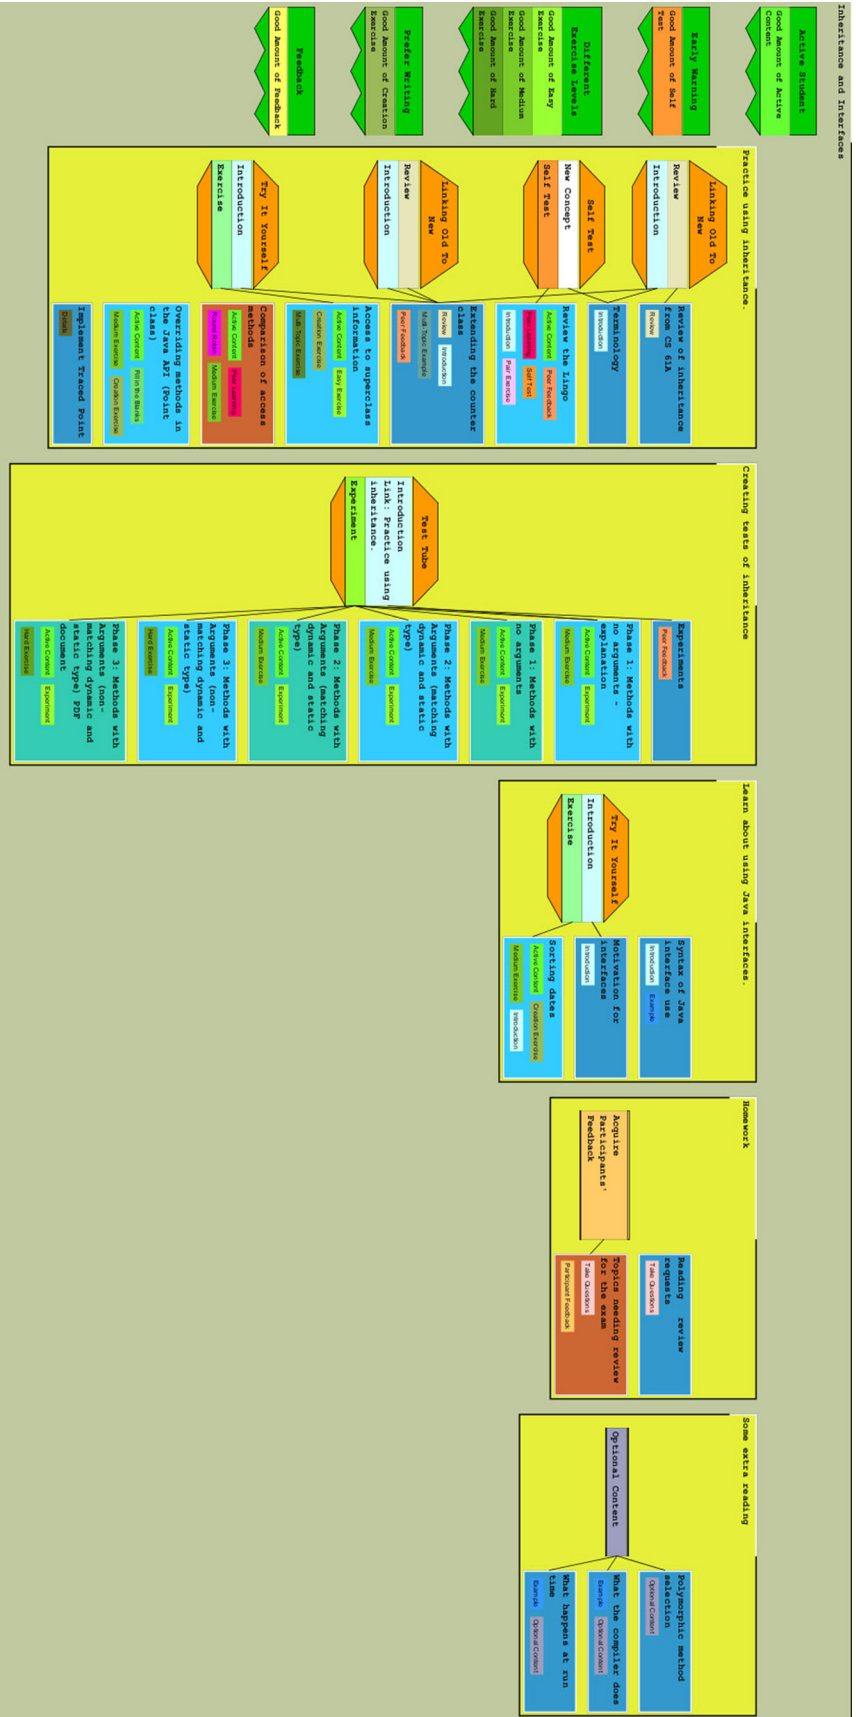 Inheritance and Interfaces
Active Student
Good Amount of Active
Content
Early Warning
Good Amount of Self
Test
Different
Exercise Levels
Good Amount of Easy
Exercise
Good Amount of Medium
Exercise
Good Amount of Hard
Exercise
Prefer Writing
Good Amount of Creation
Exercise
Feedback
Good Amount of Feedback
Practice using inheritance.
Linking Old To
New
Review
Introduction
Self Test
New Concept
Self Test
Linking Old To
New
Review
Introduction
Try It Yourself
Introduction
Exercise
Review of inheritance
from CS 61A
Review
Terminology
Introduction
Review the Lingo
Active Content
Peer Feedback
Peer Learning
Self Test
Introduction
Pair Exercise
Extending the counter
class
Review
Introduction
Multi-Topic Example
Peer Feedback
Access to superclass
information
Active Content
Easy Exercise
Creation Exercise
Multi-Topic Exercise
Comparison of access
methods
Active Content
Peer Learning
Round Robin
Medium Exercise
Overriding methods in
the Java API (Point
class)
Active Content
Fill in the Blanks
Medium Exercise
Creation Exercise
Implement Traced Point
Details
Creating tests of inheritance
Test Tube
Introduction
Link: Practice using
inheritance.
Experiment
Experiments
Peer Feedback
Phase 1: Methods with
no arguments -
explanation
Active Content
Experiment
Medium Exercise
Phase 1: Methods with
no arguments
Active Content
Experiment
Medium Exercise
Phase 2: Methods with
Arguments (matching
dynamic and static
type)
Active Content
Experiment
Medium Exercise
Phase 2: Methods with
Arguments (matching
dynamic and static
type)
Active Content
Experiment
Medium Exercise
Phase 3: Methods with
Arguments (non-
matching dynamic and
static type)
Active Content
Experiment
Hard Exercise
Phase 3: Methods with
Arguments (non-
matching dynamic and
static type) PDF
document
Active Content
Experiment
Hard Exercise
Learn about using Java interfaces.
Try It Yourself
Introduction
Exercise
Syntax of Java
interface use
Introduction
Example
Motivation for
interfaces
Introduction
Sorting dates
Active Content
Creation Exercise
Medium Exercise
Introduction
Homework
Acquire
Participants'
Feedback
Reading review
requests
Take Questions
Topics needing review
for the exam
Take Questions
Participant Feedback
Some extra reading
Optional Content
Polymorphic method
selection
Optional Content
What the compiler does
Example
Optional Content
What happens at run
time
Example
Optional Content